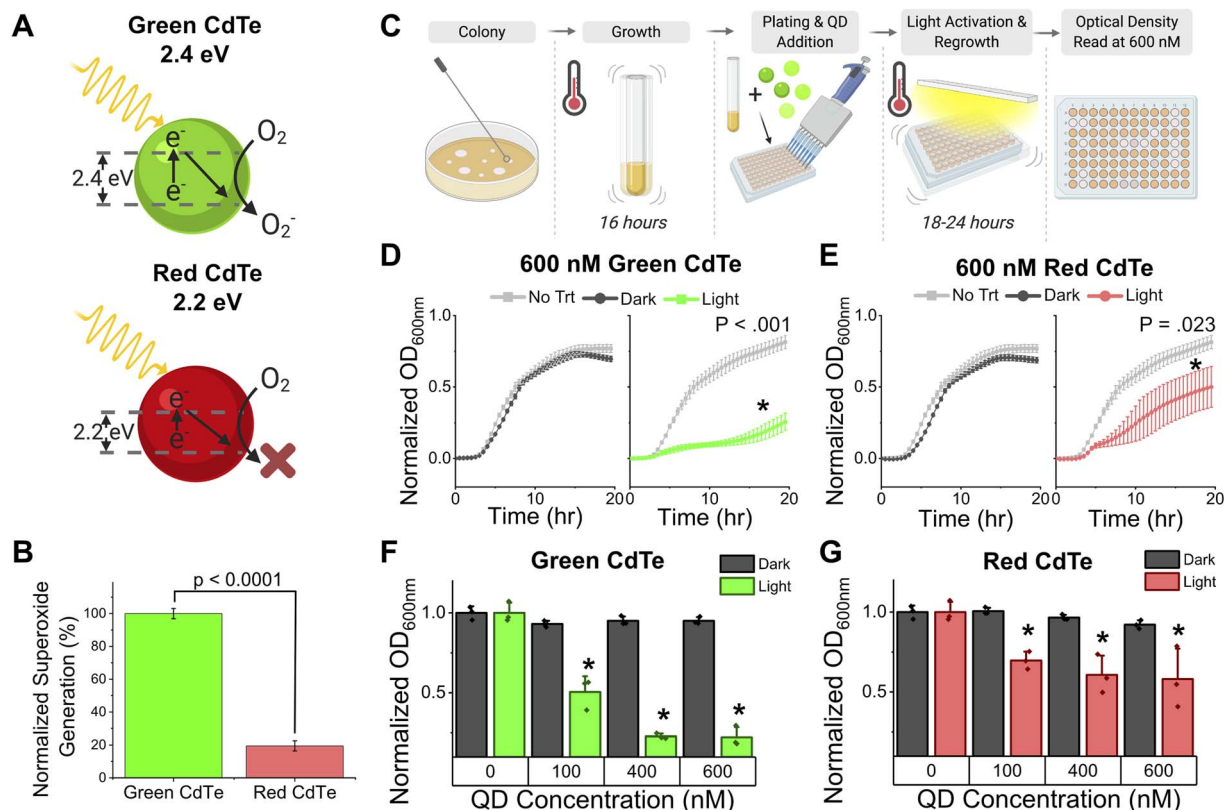 A
Green CdTe
2.4 eV
e-
O2
2.4 eV
e-
O2-
Red CdTe
2.2 eV
e-
O2
2.2 eV
e-
B
p < 0.0001
Normalized Superoxide
Generation (%)
100
80
60
40
20
0
Green CdTe
Red CdTe
C
Colony
Growth
Plating & QD
Addition
Light Activation &
Regrowth
Optical Density
Read at 600 nM
+
16 hours
18-24 hours
D
600 nM Green CdTe
No Trt
Dark
Light
P < .001
*
Normalized OD600nm
1.0
0.5
0.0
0
10
0
10
20
Time (hr)
Time (hr)
E
600 nM Red CdTe
No Trt
Dark
Light
P = .023
*
Normalized OD600nm
1.0
0.5
0.0
0
10
0
10
20
Time (hr)
Time (hr)
F
Green CdTe
Dark
Light
Normalized OD600nm
1.0
0.5
*
*
*
0
100
400
600
QD Concentration (nM)
G
Red CdTe
Dark
Light
Normalized OD600nm
1.0
0.5
*
*
*
0
100
400
600
QD Concentration (nM)